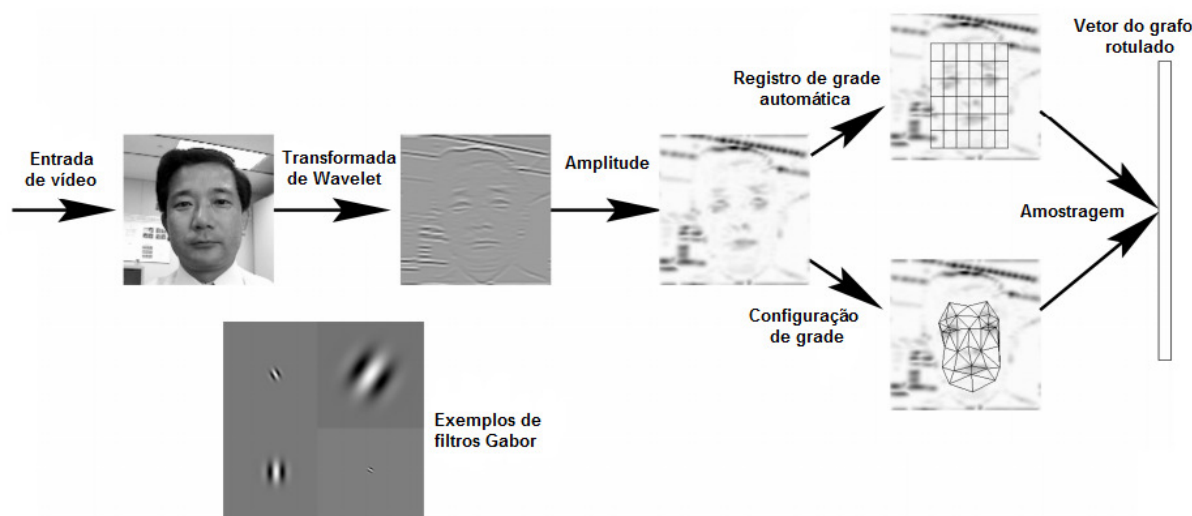 Entrada
de vídeo
Transformada
de Wavelet
Amplitude
Registro de grade
automática
Configuração
de grade
Amostragem
Vetor do grafo
rotulado
Exemplos de
filtros Gabor